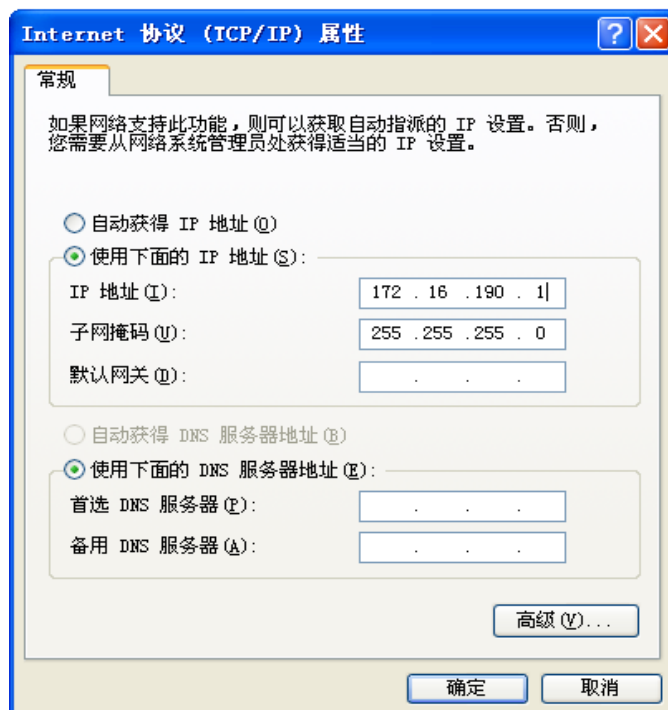 Internet 协议 (TCP/IP) 属性
常规
如果网络支持此功能，则可以获取自动指派的 IP 设置。否则，
您需要从网络系统管理员处获得适当的 IP 设置。
自动获得 IP 地址(O)
使用下面的 IP 地址(S):
IP 地址(I): 172 . 16 .190 . 1
子网掩码(U): 255 .255 .255 . 0
默认网关(D): . . .
自动获得 DNS 服务器地址(B)
使用下面的 DNS 服务器地址(E):
首选 DNS 服务器(P): . . .
备用 DNS 服务器(A): . . .
高级(V)...
确定 取消